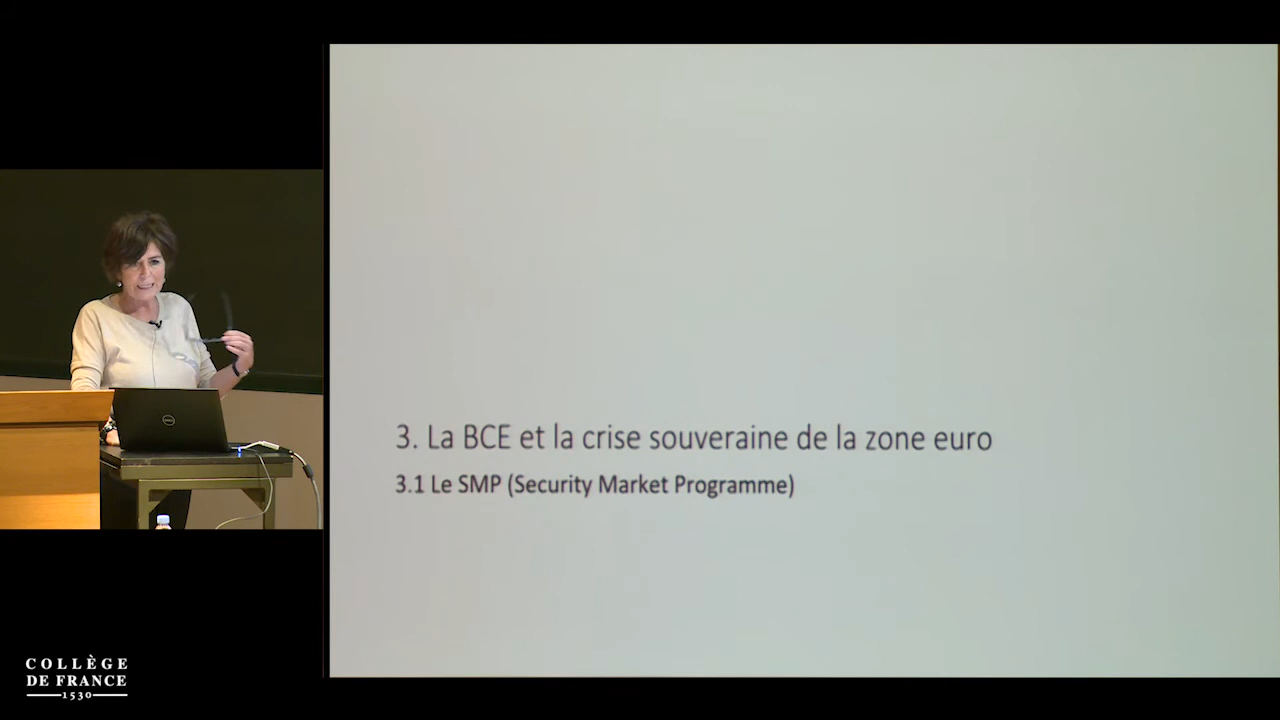 3. La BCE et la crise souveraine de la zone euro
3.1 Le SMP (Security Market Programme)
DELL
COLLÈGE
DE FRANCE
1530